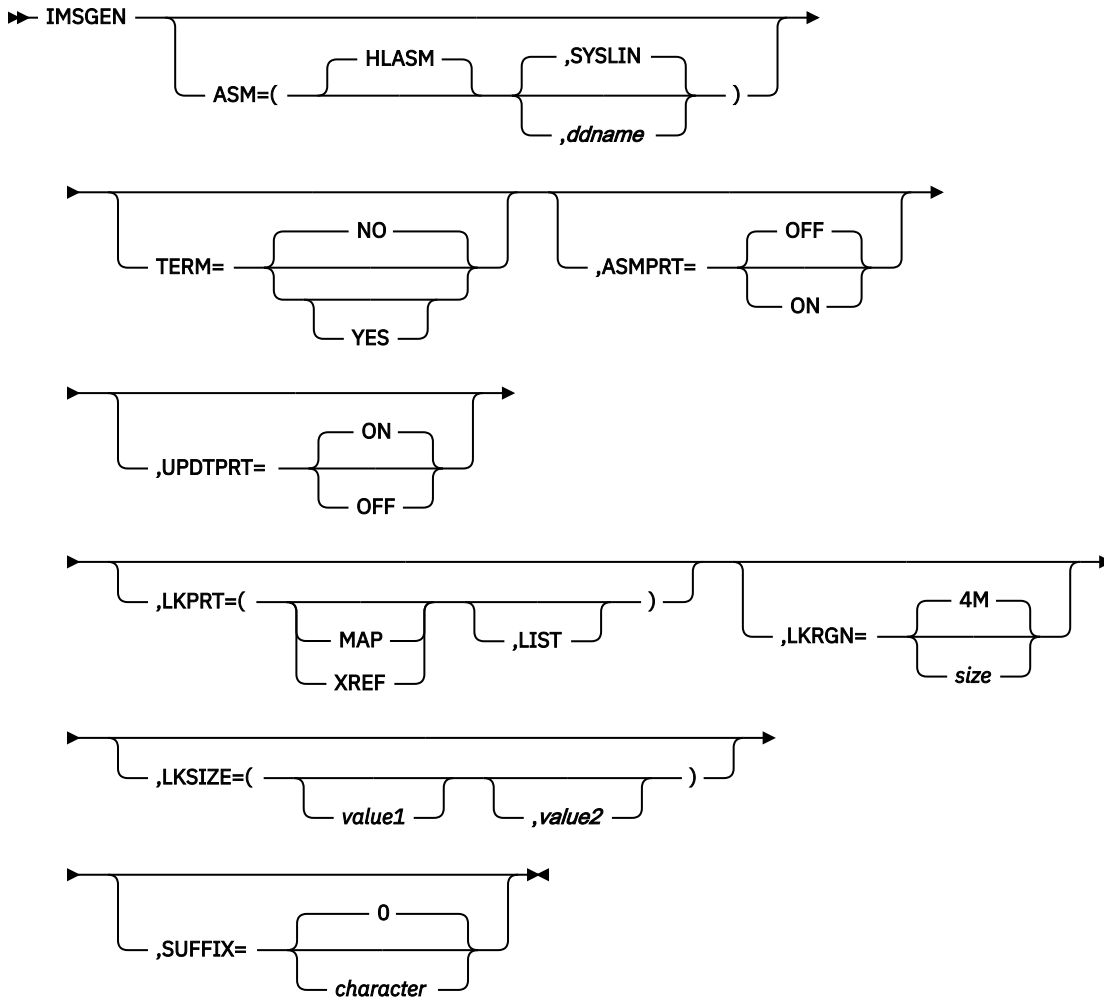 IMSGEN
HLASM ,SYSLIN
ASM=( )
,ddname
NO OFF
TERM= ,ASMPRT=
YES ON
ON
,UPDTPRT=
OFF
,LKPRT=( ) 4M
MAP ,LIST ,LKRGN=
XREF size
,LKSIZE=( )
value1 ,value2
0
,SUFFIX=
character